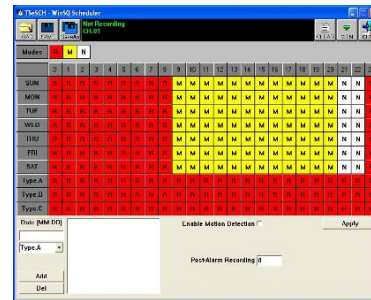 TSeSCH - WinSQ Scheduler
Not Recording
CH.01
Modes R M N
0 1 2 3 4 5 6 7 8 9 10 11 12 13 14 15 16 17 18 19 20 21 22
SUN R R R R R R R R R M M M M M M M M M M M M N N
MON R R R R R R R R R M M M M M M M M M M M M N N
TUE R R R R R R R R R M M M M M M M M M M M M N N
WED R R R R R R R R R M M M M M M M M M M M M N N
THU R R R R R R R R R M M M M M M M M M M M M N N
FRI R R R R R R R R R M M M M M M M M M M M M N N
SAT R R R R R R R R R M M M M M M M M M M M M N N
Type.A R R R R R R R R R R R R R R R R R R R R R R R
Type.B R R R R R R R R R R R R R R R R R R R R R R R
Type.C R R R R R R R R R R R R R R R R R R R R R R R
Date (MM-DD)
Enable Motion Detection
Apply
Type.A
PostAlarm Recording 0
Add
Del